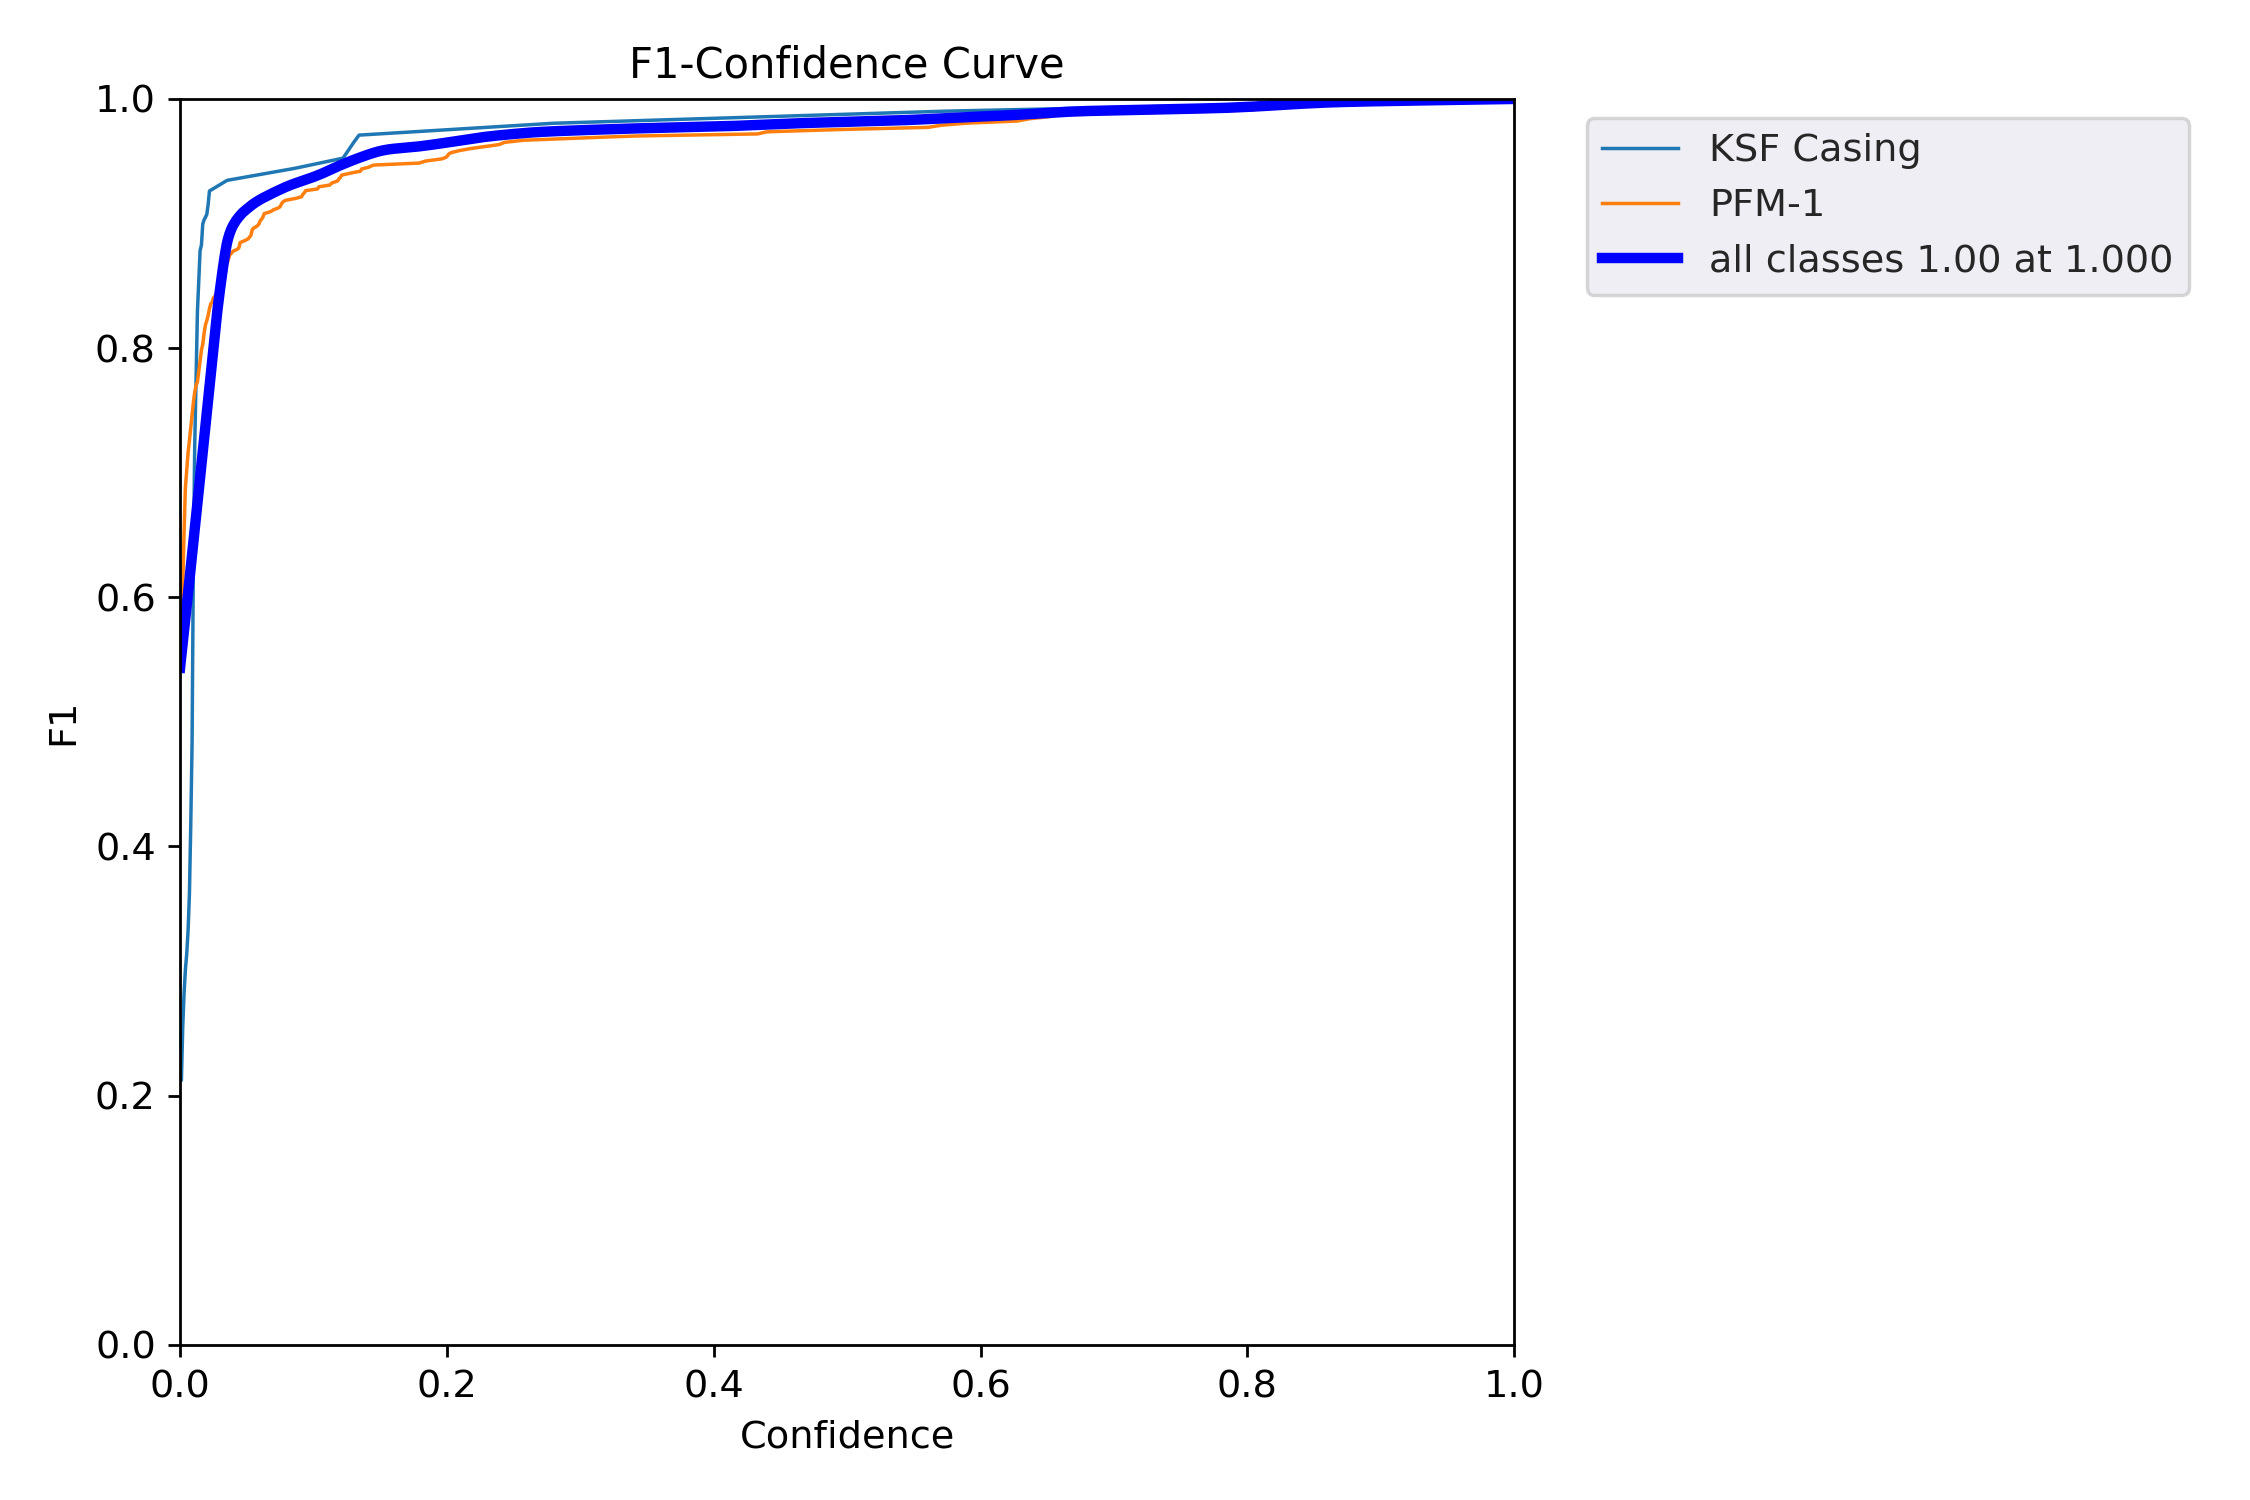 F1-Confidence Curve
1.0
0.8
0.6
0.4
0.2
0.0
F1
0.0 0.2 0.4 0.6 0.8 1.0
Confidence
KSF Casing
PFM-1
all classes 1.00 at 1.000